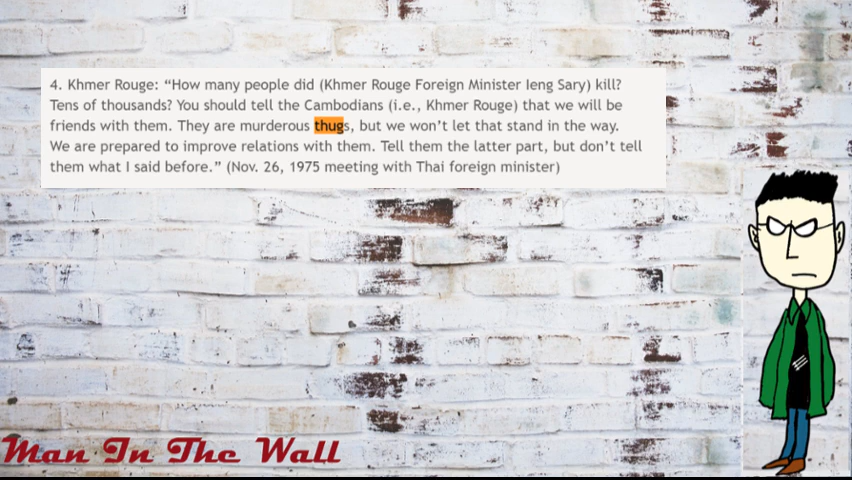 4. Khmer Rouge: “How many people did (Khmer Rouge Foreign Minister Ieng Sary) kill?
Tens of thousands? You should tell the Cambodians (i.e., Khmer Rouge) that we will be
friends with them. They are murderous thugs, but we won’t let that stand in the way.
We are prepared to improve relations with them. Tell them the latter part, but don’t tell
them what I said before.” (Nov. 26, 1975 meeting with Thai foreign minister)
Man In The Wall